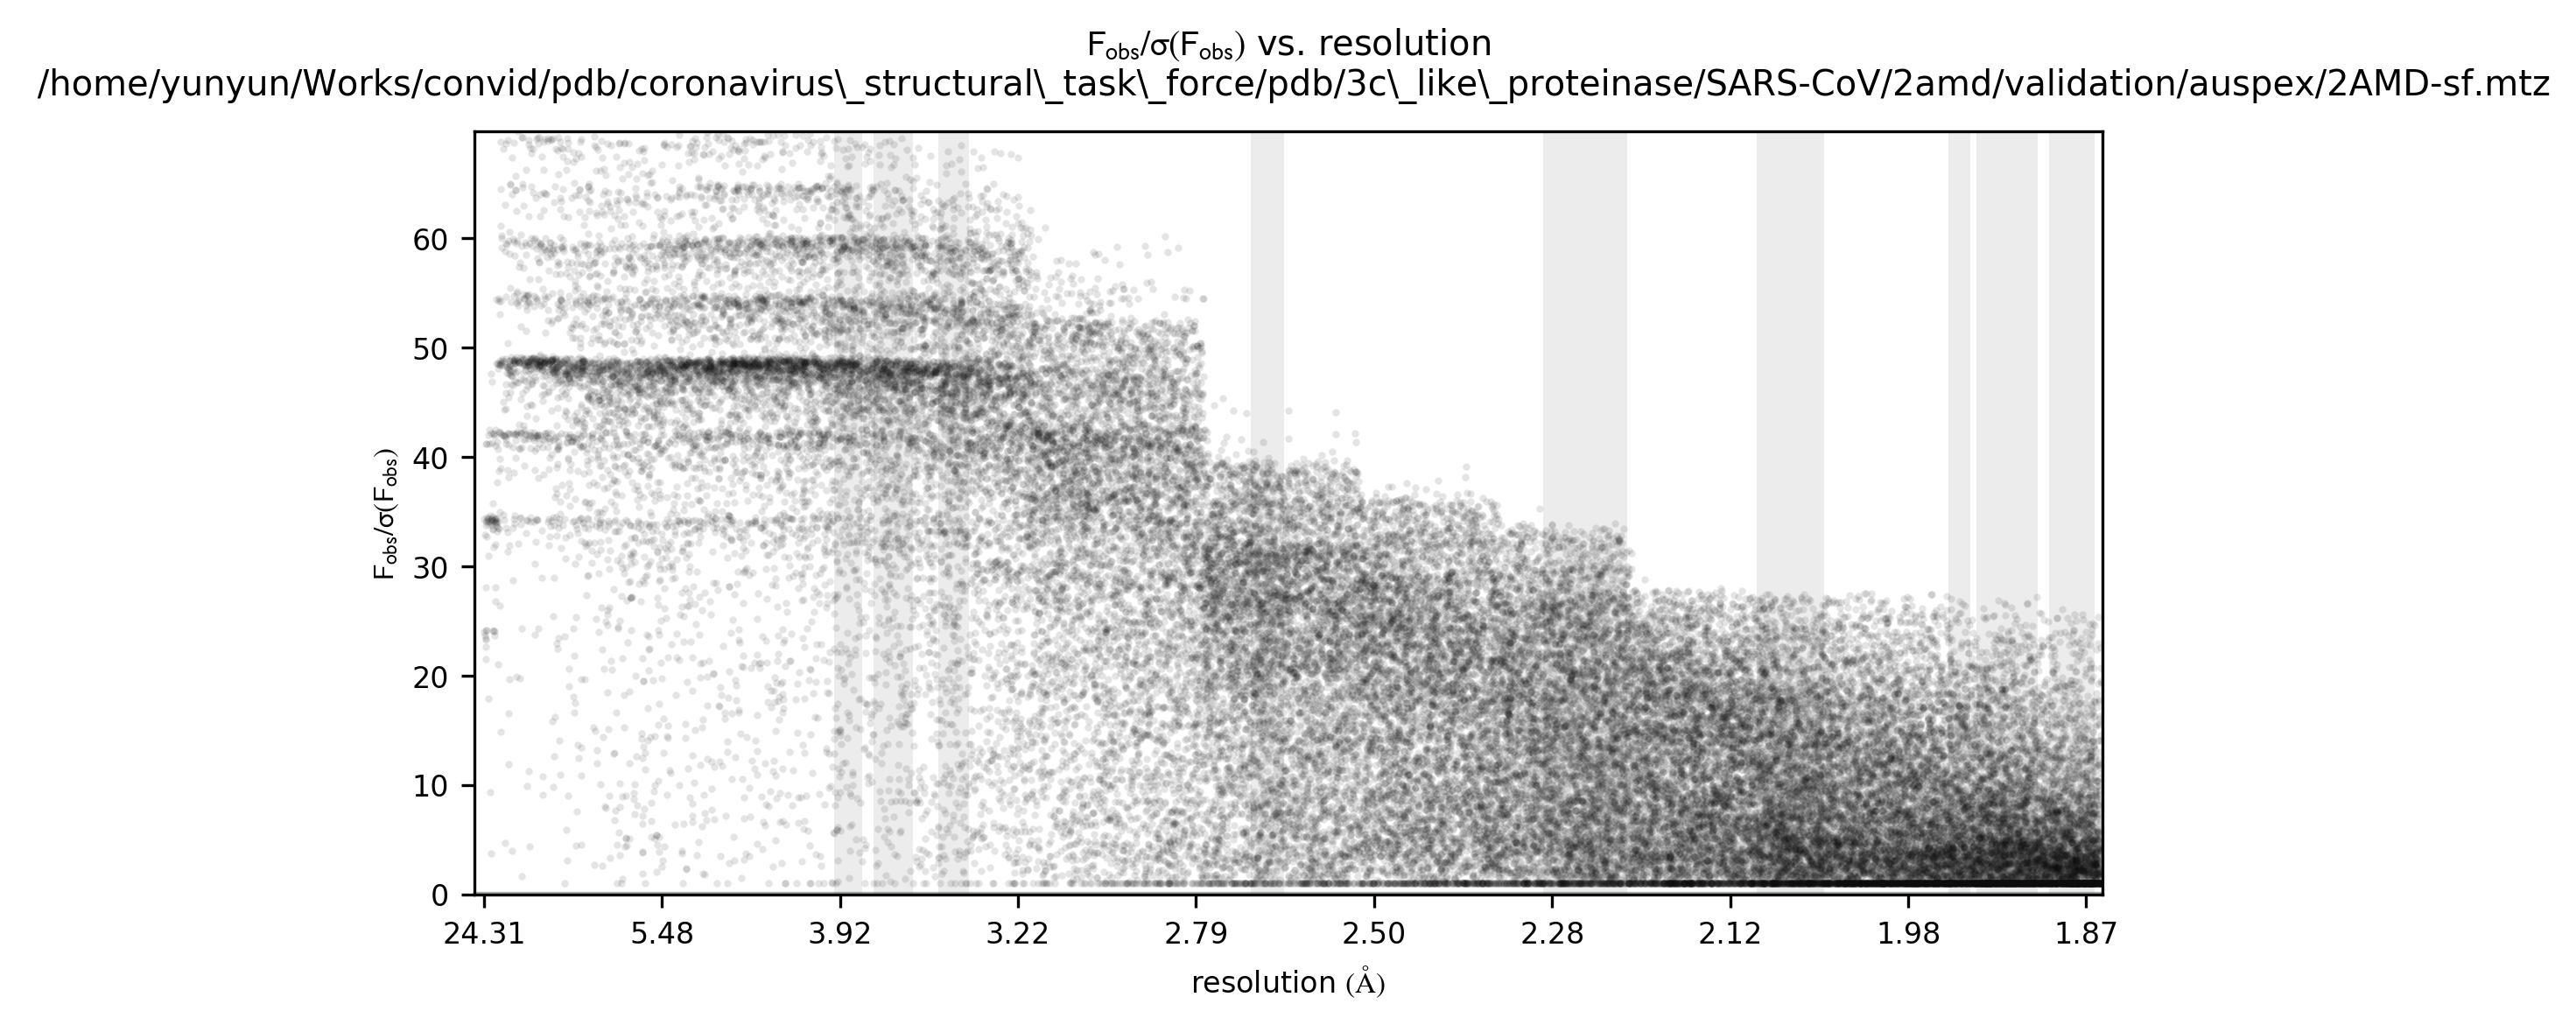 Fobs/σ(Fobs) vs. resolution
/home/yunyun/Works/convid/pdb/coronavirus\_structural\_task\_force/pdb/3c\_like\_proteinase/SARS-CoV/2amd/validation/auspex/2AMD-sf.mtz
Fobs/σ(Fobs)
60
50
40
30
20
10
0
24.31 5.48 3.92 3.22 2.79 2.50 2.28 2.12 1.98 1.87
resolution (Å)